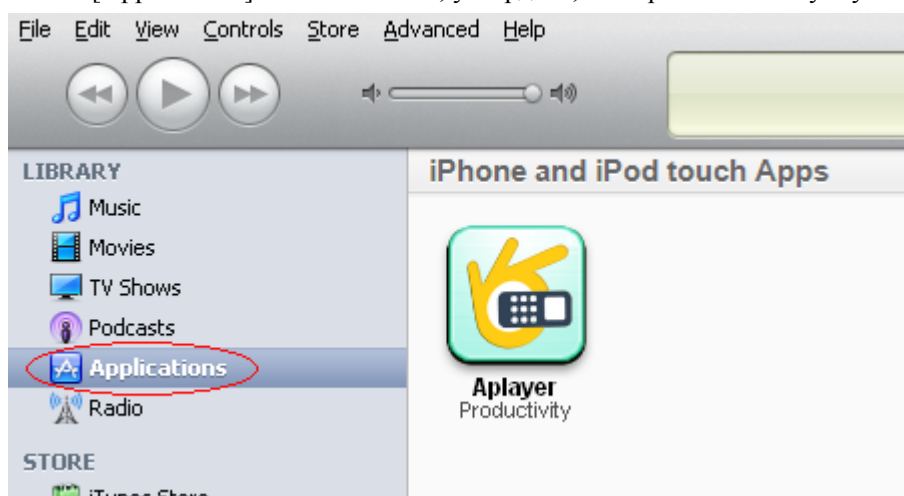 File Edit View Controls Store Advanced Help
LIBRARY
Music
Movies
TV Shows
Podcasts
Applications
Radio
STORE
iPhone and iPod touch Apps
Aplayer
Productivity